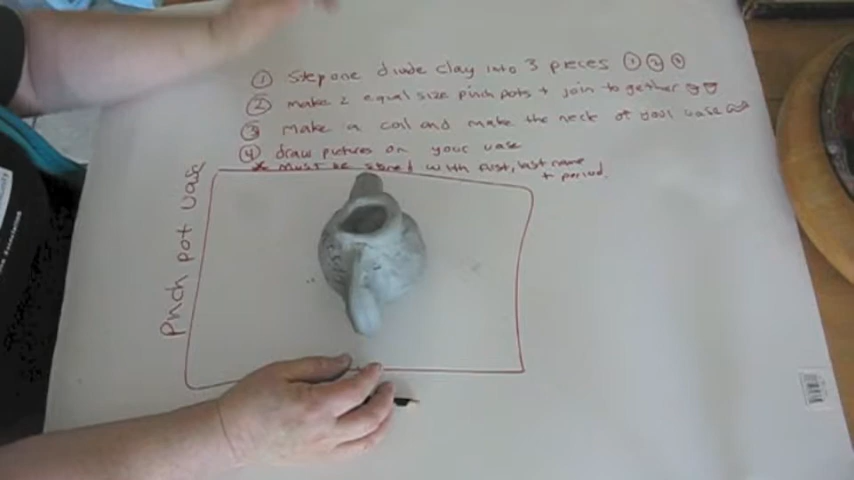 ① Step one divide clay into 3 pieces ① ② ③
② make 2 equal size pinch pots + join to gether
③ Make a coil and make the neck of your vase
④ draw pictures on your vase
* must be signed with first, last name
+ period.
Pinch pot vase